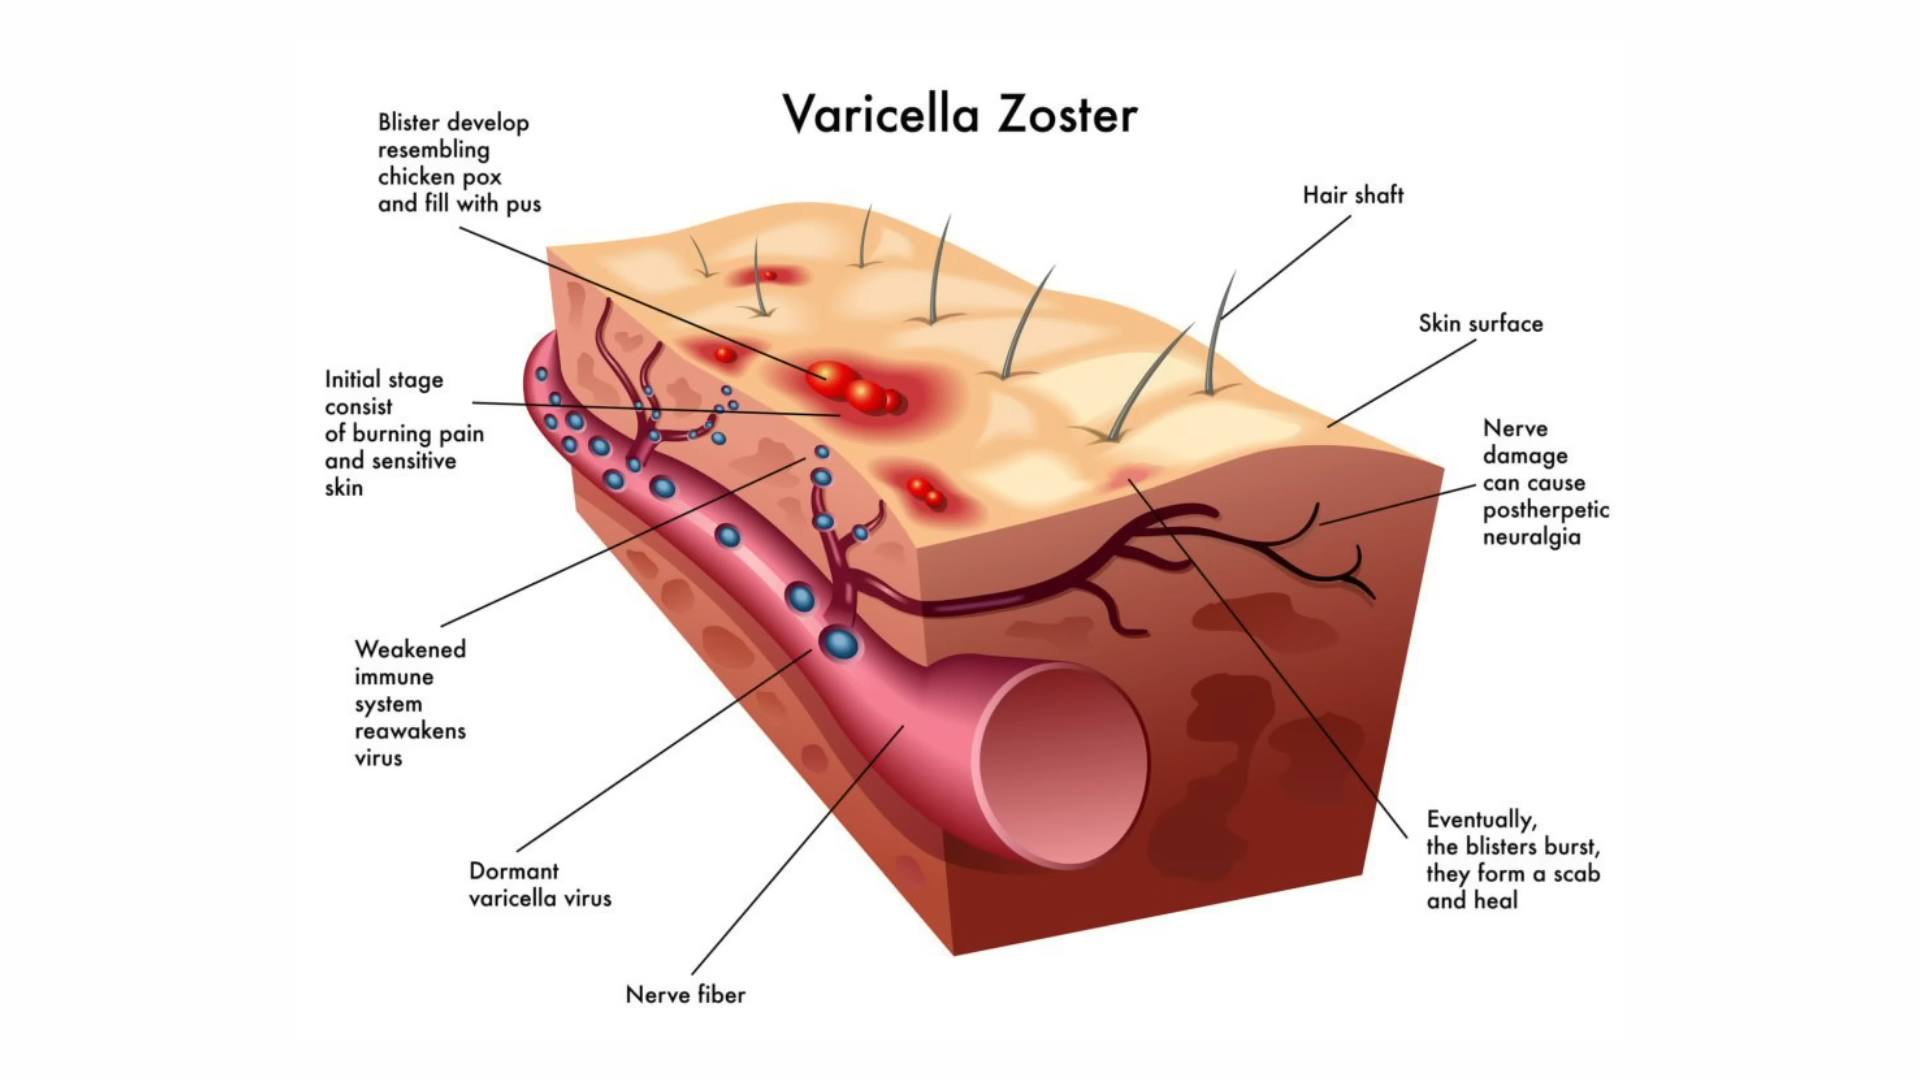 Varicella Zoster
Blister develop
resembling
chicken pox
and fill with pus
Hair shaft
Skin surface
Initial stage
consist
of burning pain
and sensitive
skin
Nerve
damage
can cause
postherpetic
neuralgia
Weakened
immune
system
reawakens
virus
Dormant
varicella virus
Eventually,
the blisters burst,
they form a scab
and heal
Nerve fiber